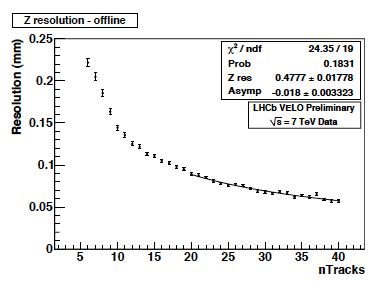 Z resolution - offline
χ² / ndf 24.35 / 19
Prob 0.1831
Z res 0.4777 ± 0.01778
Asymp -0.018 ± 0.003323
LHCb VELO Preliminary
√s = 7 TeV Data
Resolution (mm)
0.25
0.2
0.15
0.1
0.05
0
5 10 15 20 25 30 35 40
nTracks